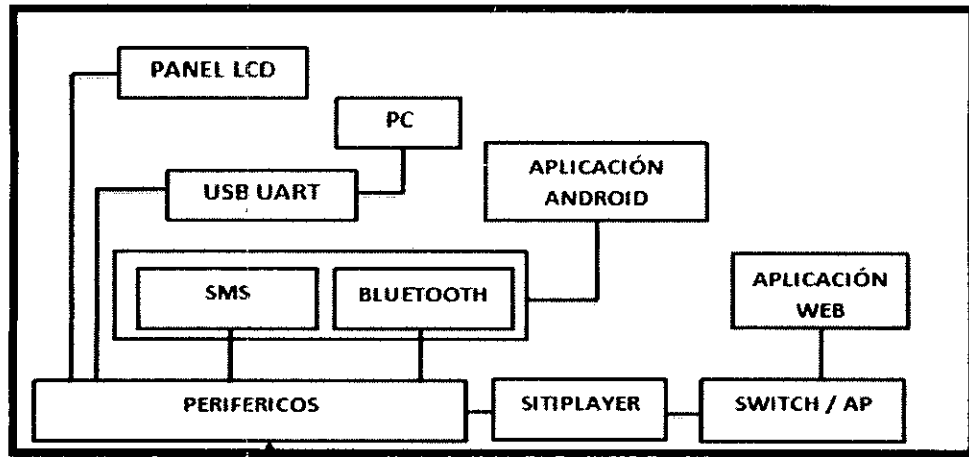 PANEL LCD
PC
USB UART
APLICACIÓN
ANDROID
SMS
BLUETOOTH
APLICACIÓN
WEB
PERIFERICOS
SITIPLAYER
SWITCH / AP